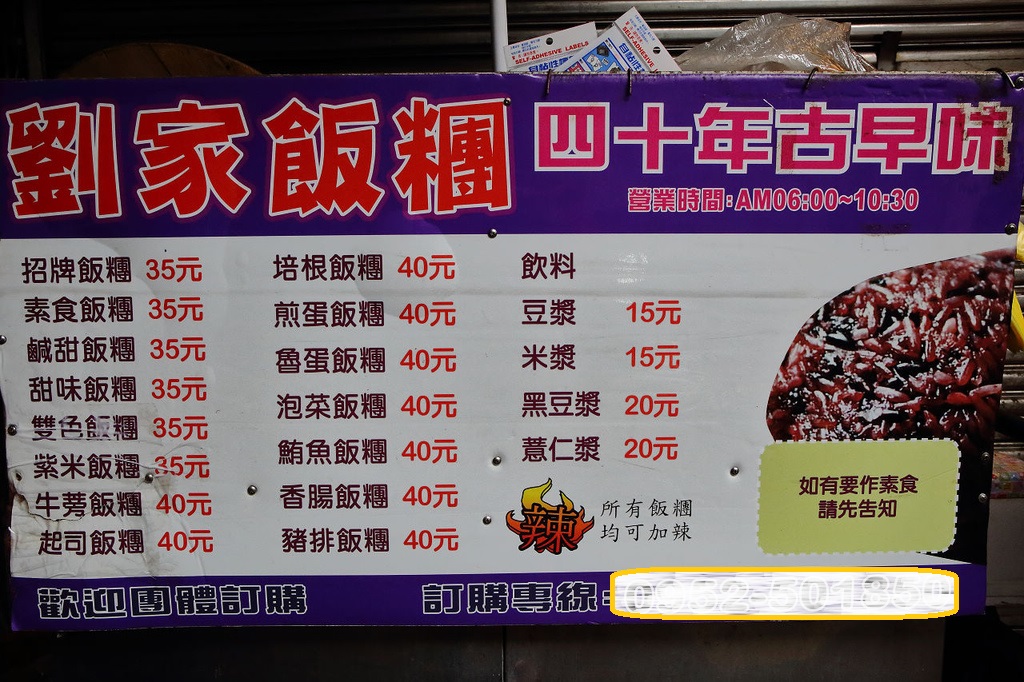 SELF-ADHESIVE LABELS
SELF-ADHESIVE LABELS
劉家飯糰
四十年古早味
營業時間:AM06:00~10:30
招牌飯糰 35元
素食飯糰 35元
鹹甜飯糰 35元
甜味飯糰 35元
雙色飯糰 35元
紫米飯糰 35元
牛蒡飯糰 40元
起司飯糰 40元
培根飯糰 40元
煎蛋飯糰 40元
魯蛋飯糰 40元
泡菜飯糰 40元
鮪魚飯糰 40元
香腸飯糰 40元
豬排飯糰 40元
飲料
豆漿 15元
米漿 15元
黑豆漿 20元
薏仁漿 20元
辣
所有飯糰
均可加辣
如有要作素食
請先告知
歡迎團體訂購
訂購專線: